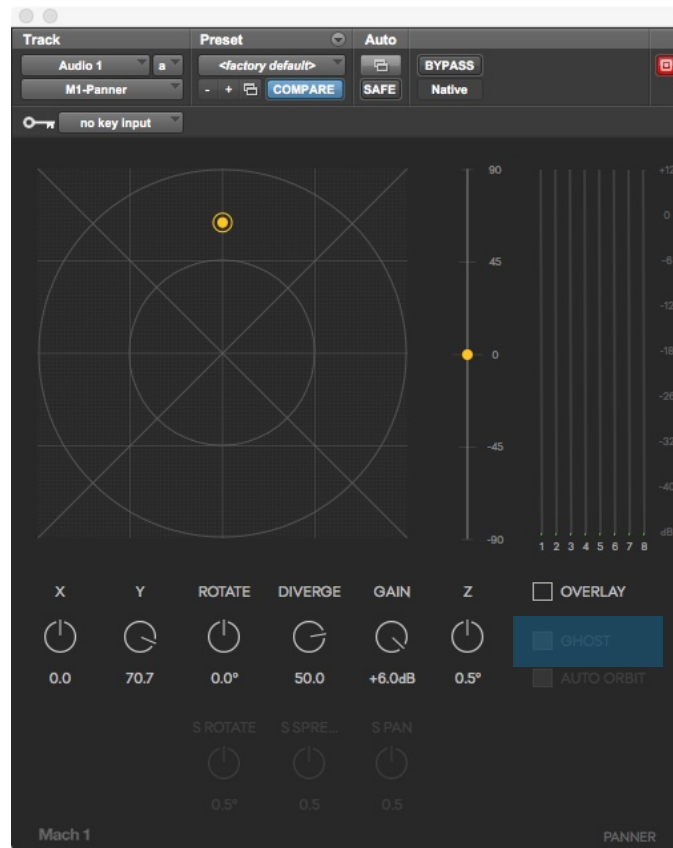 Track Preset Auto
Audio 1 a <factory default> BYPASS
M1-Panner - + COMPARE SAFE Native
no key input
90 +12
0
45 -6
-12
0 -18
-26
-45 -32
-40
-90 1 2 3 4 5 6 7 8 dB
X Y ROTATE DIVERGE GAIN Z OVERLAY
GHOST
0.0 70.7 0.0° 50.0 +6.0dB 0.5° AUTO ORBIT
S ROTATE S SPRE... S PAN
0.5° 0.5 0.5
Mach 1 PANNER